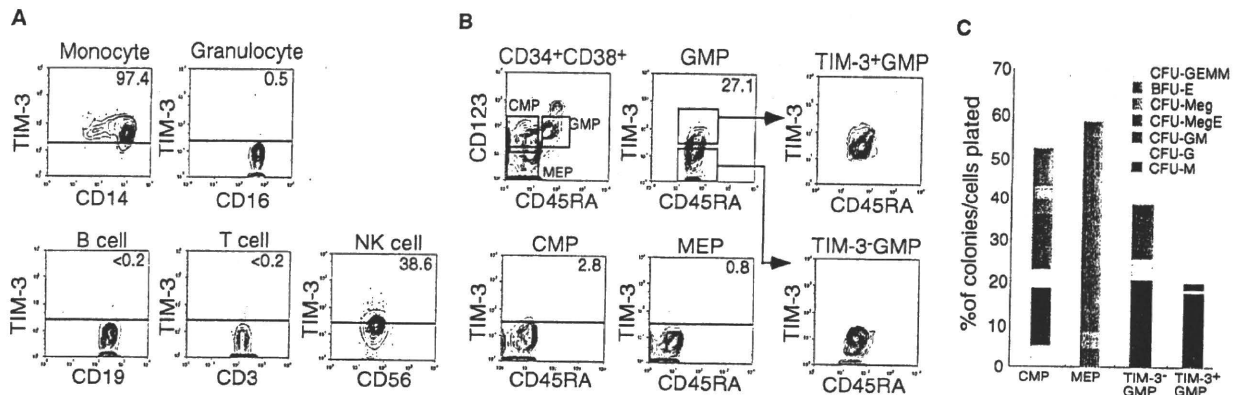 A
Monocyte
Granulocyte
97.4
0.5
TIM-3
TIM-3
CD14
CD16
B cell
T cell
NK cell
<0.2
<0.2
38.6
TIM-3
TIM-3
TIM-3
CD19
CD3
CD56
B
CD34+CD38+
GMP
TIM-3+GMP
CMP
GMP
MEP
27.1
CD123
TIM-3
TIM-3
CD45RA
CD45RA
CD45RA
CMP
MEP
TIM-3-GMP
2.8
0.8
TIM-3
TIM-3
TIM-3
CD45RA
CD45RA
CD45RA
C
%of colonies/cells plated
70
60
50
40
30
20
10
0
CFU-GEMM
BFU-E
CFU-Meg
CFU-MegE
CFU-GM
CFU-G
CFU-M
CMP
MEP
TIM-3-
GMP
TIM-3+
GMP